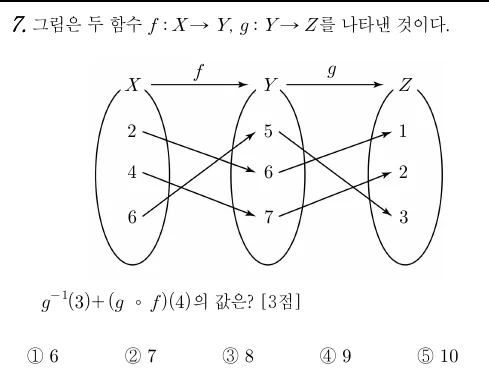 7. 그림은 두 함수 f : X → Y, g : Y → Z를 나타낸 것이다.
f g
X Y Z
2 5 1
4 6 2
6 7 3
g⁻¹(3)+(g ∘ f)(4)의 값은? [3점]
① 6 ② 7 ③ 8 ④ 9 ⑤ 10